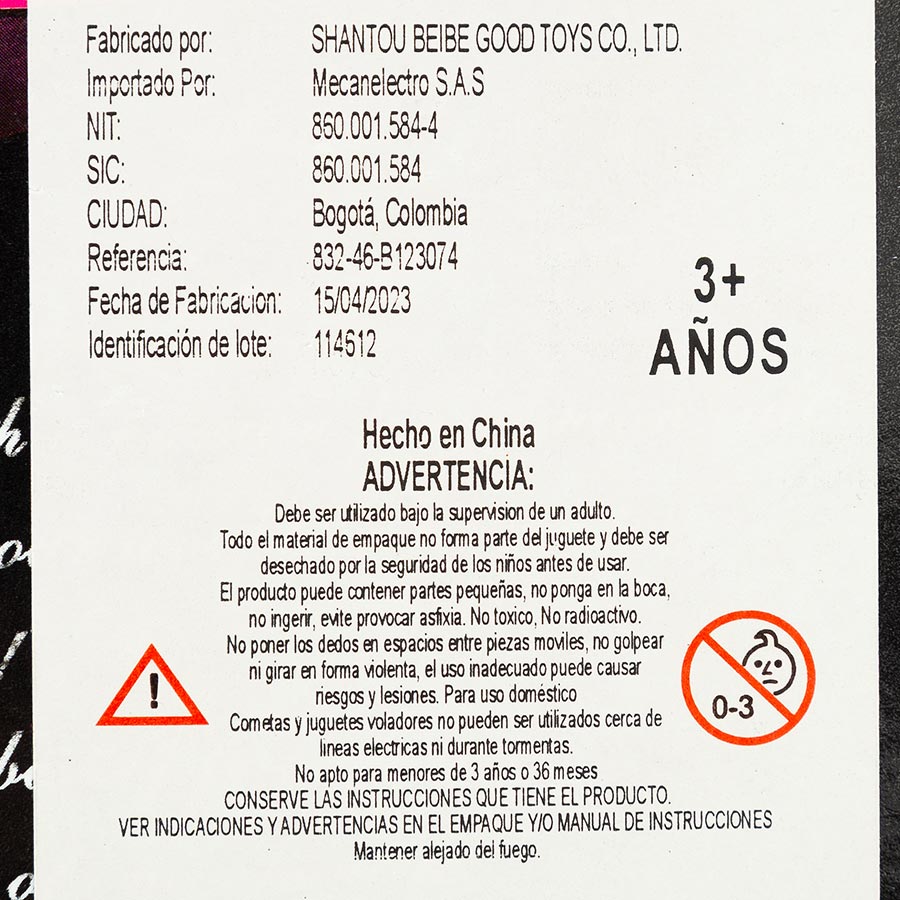 Fabricado por: SHANTOU BEIBE GOOD TOYS CO., LTD.
Importado Por: Mecanelectro S.A.S
NIT: 860.001.584-4
SIC: 860.001.584
CIUDAD: Bogotá, Colombia
Referencia: 832-46-B123074
Fecha de Fabricacion: 15/04/2023
Identificación de lote: 114612
3+
AÑOS
Hecho en China
ADVERTENCIA:
Debe ser utilizado bajo la supervision de un adulto.
Todo el material de empaque no forma parte del juguete y debe ser
desechado por la seguridad de los niños antes de usar.
El producto puede contener partes pequeñas, no ponga en la boca,
no ingerir, evite provocar asfixia. No toxico, No radioactivo.
No poner los dedos en espacios entre piezas moviles, no golpear
ni girar en forma violenta, el uso inadecuado puede causar
riesgos y lesiones. Para uso doméstico
Cometas y juguetes voladores no pueden ser utilizados cerca de
lineas electricas ni durante tormentas.
No apto para menores de 3 años o 36 meses
CONSERVE LAS INSTRUCCIONES QUE TIENE EL PRODUCTO.
VER INDICACIONES Y ADVERTENCIAS EN EL EMPAQUE Y/O MANUAL DE INSTRUCCIONES
Mantener alejado del fuego.
!
0-3